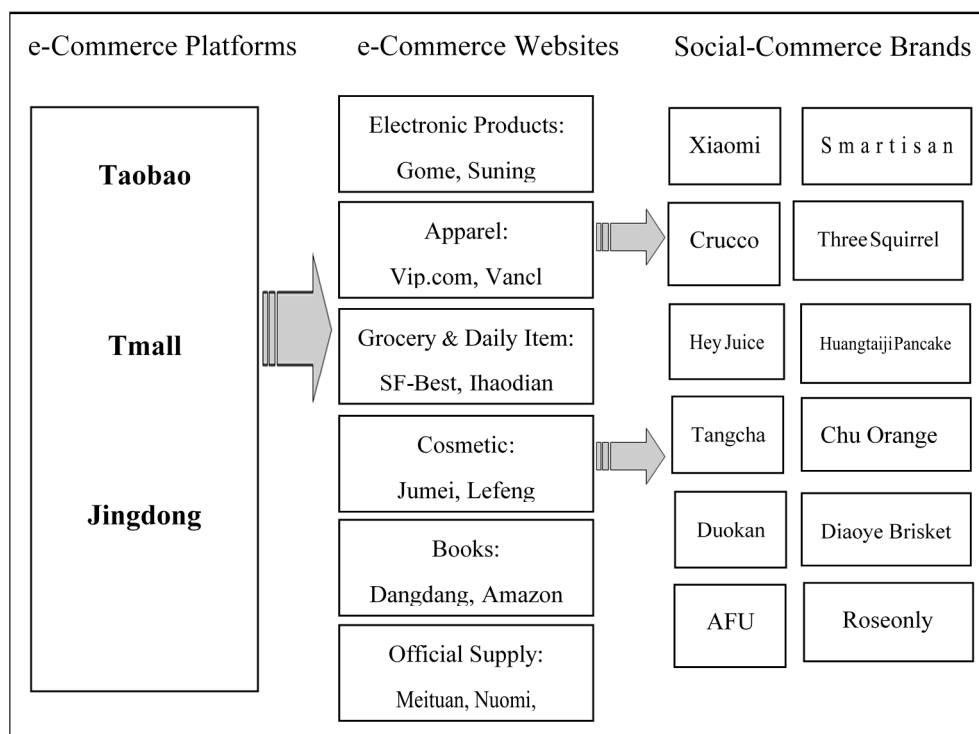 e-Commerce Platforms
e-Commerce Websites
Social-Commerce Brands
Taobao
Tmall
Jingdong
Electronic Products:
Gome, Suning
Apparel:
Vip.com, Vancl
Grocery & Daily Item:
SF-Best, Ihaodian
Cosmetic:
Jumei, Lefeng
Books:
Dangdang, Amazon
Official Supply:
Meituan, Nuomi,
Xiaomi
Smartisan
Crucco
Three Squirrel
Hey Juice
Huangtaiji Pancake
Tangcha
Chu Orange
Duokan
Diaoye Brisket
AFU
Roseonly